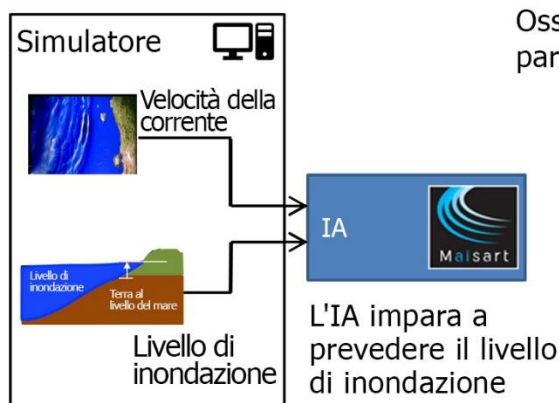 Simulatore
Velocità della
corrente
Livello di
inondazione
Terra al
livello del mare
Livello di
inondazione
IA
Maisart
L'IA impara a
prevedere il livello
di inondazione